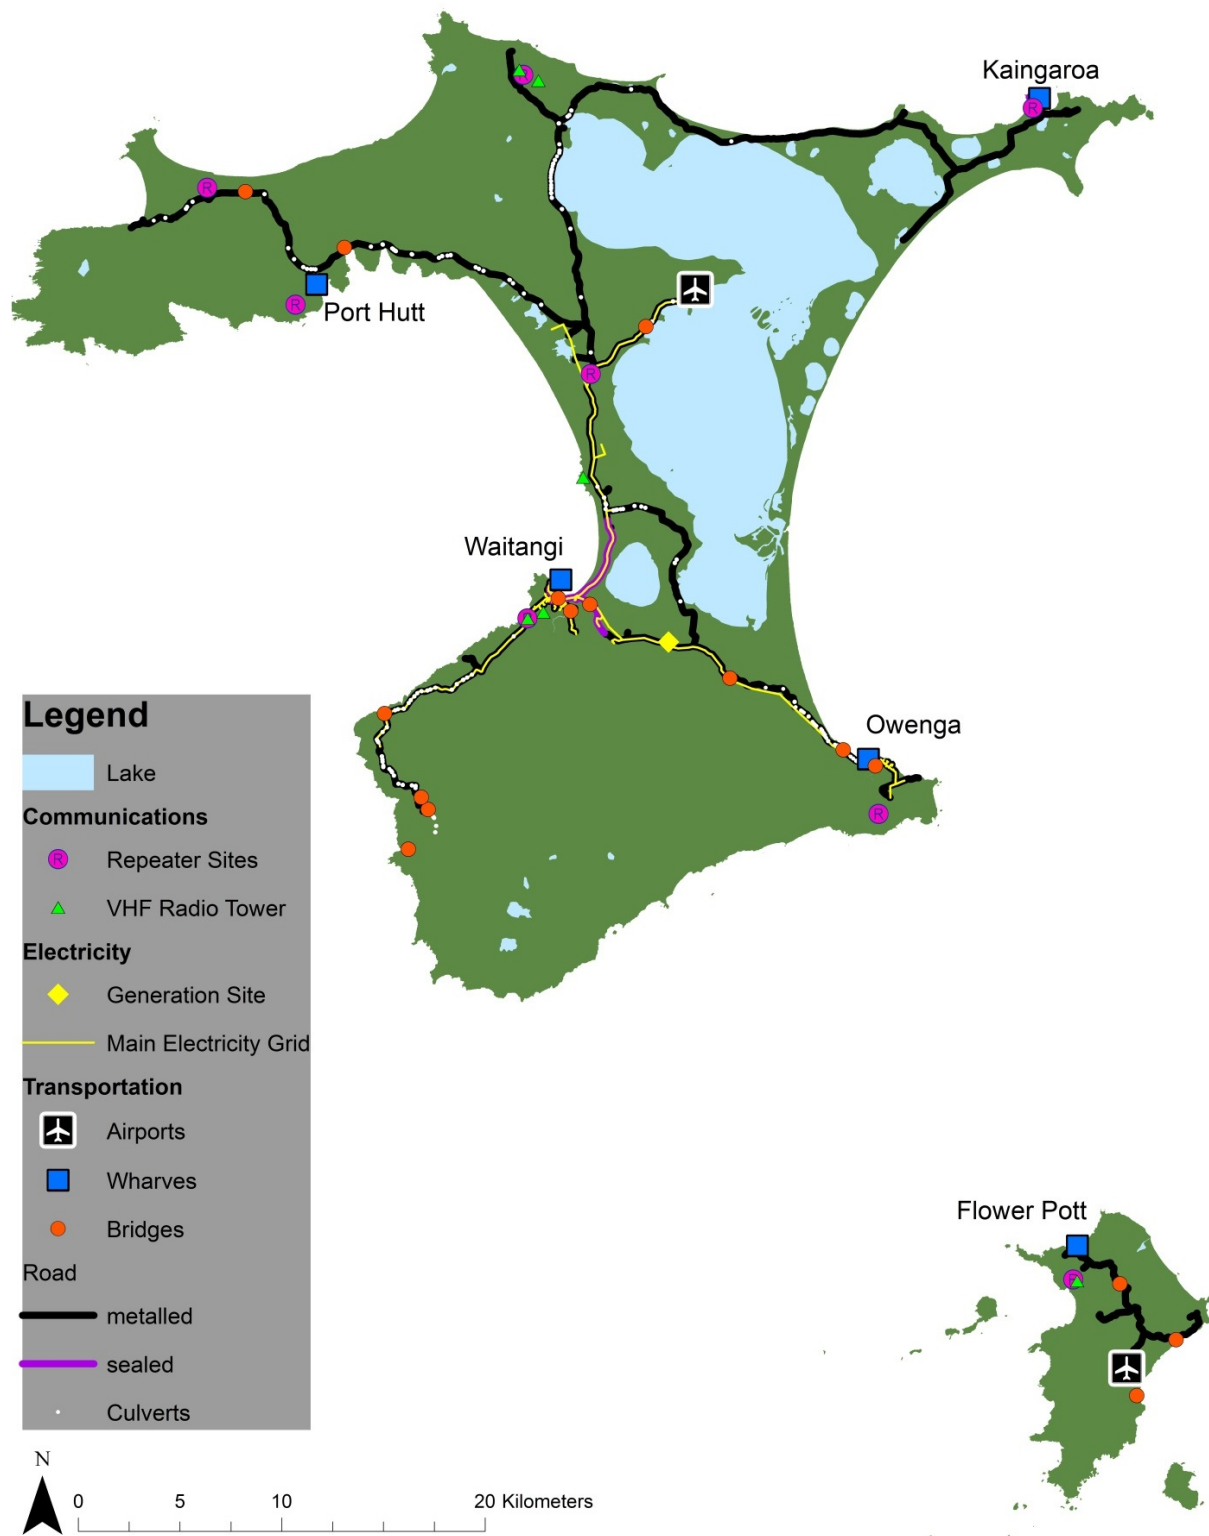 Kaingaroa
Port Hutt
Waitangi
Owenga
Legend
Lake
Communications
R Repeater Sites
VHF Radio Tower
Electricity
Generation Site
Main Electricity Grid
Transportation
Airports
Wharves
Bridges
Flower Pott
Road
metalled
sealed
Culverts
N
0 5 10 20 Kilometers